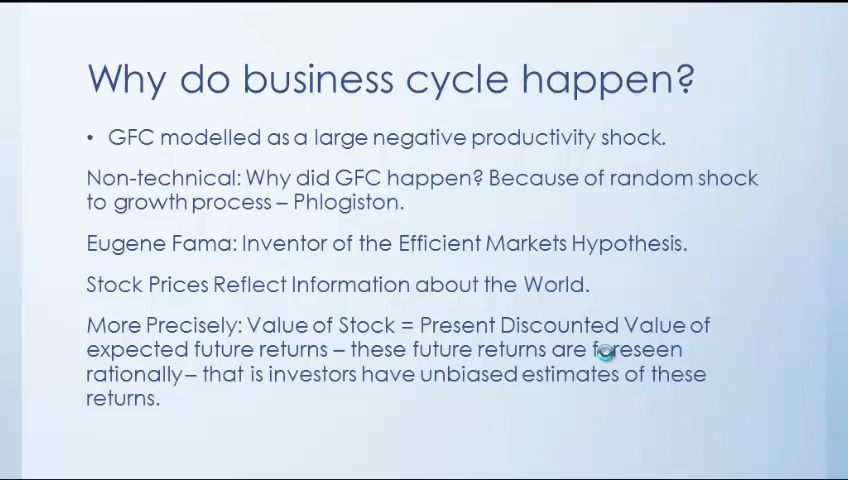 Why do business cycle happen?
• GFC modelled as a large negative productivity shock.
Non-technical: Why did GFC happen? Because of random shock
to growth process – Phlogiston.
Eugene Fama: Inventor of the Efficient Markets Hypothesis.
Stock Prices Reflect Information about the World.
More Precisely: Value of Stock = Present Discounted Value of
expected future returns – these future returns are foreseen
rationally – that is investors have unbiased estimates of these
returns.